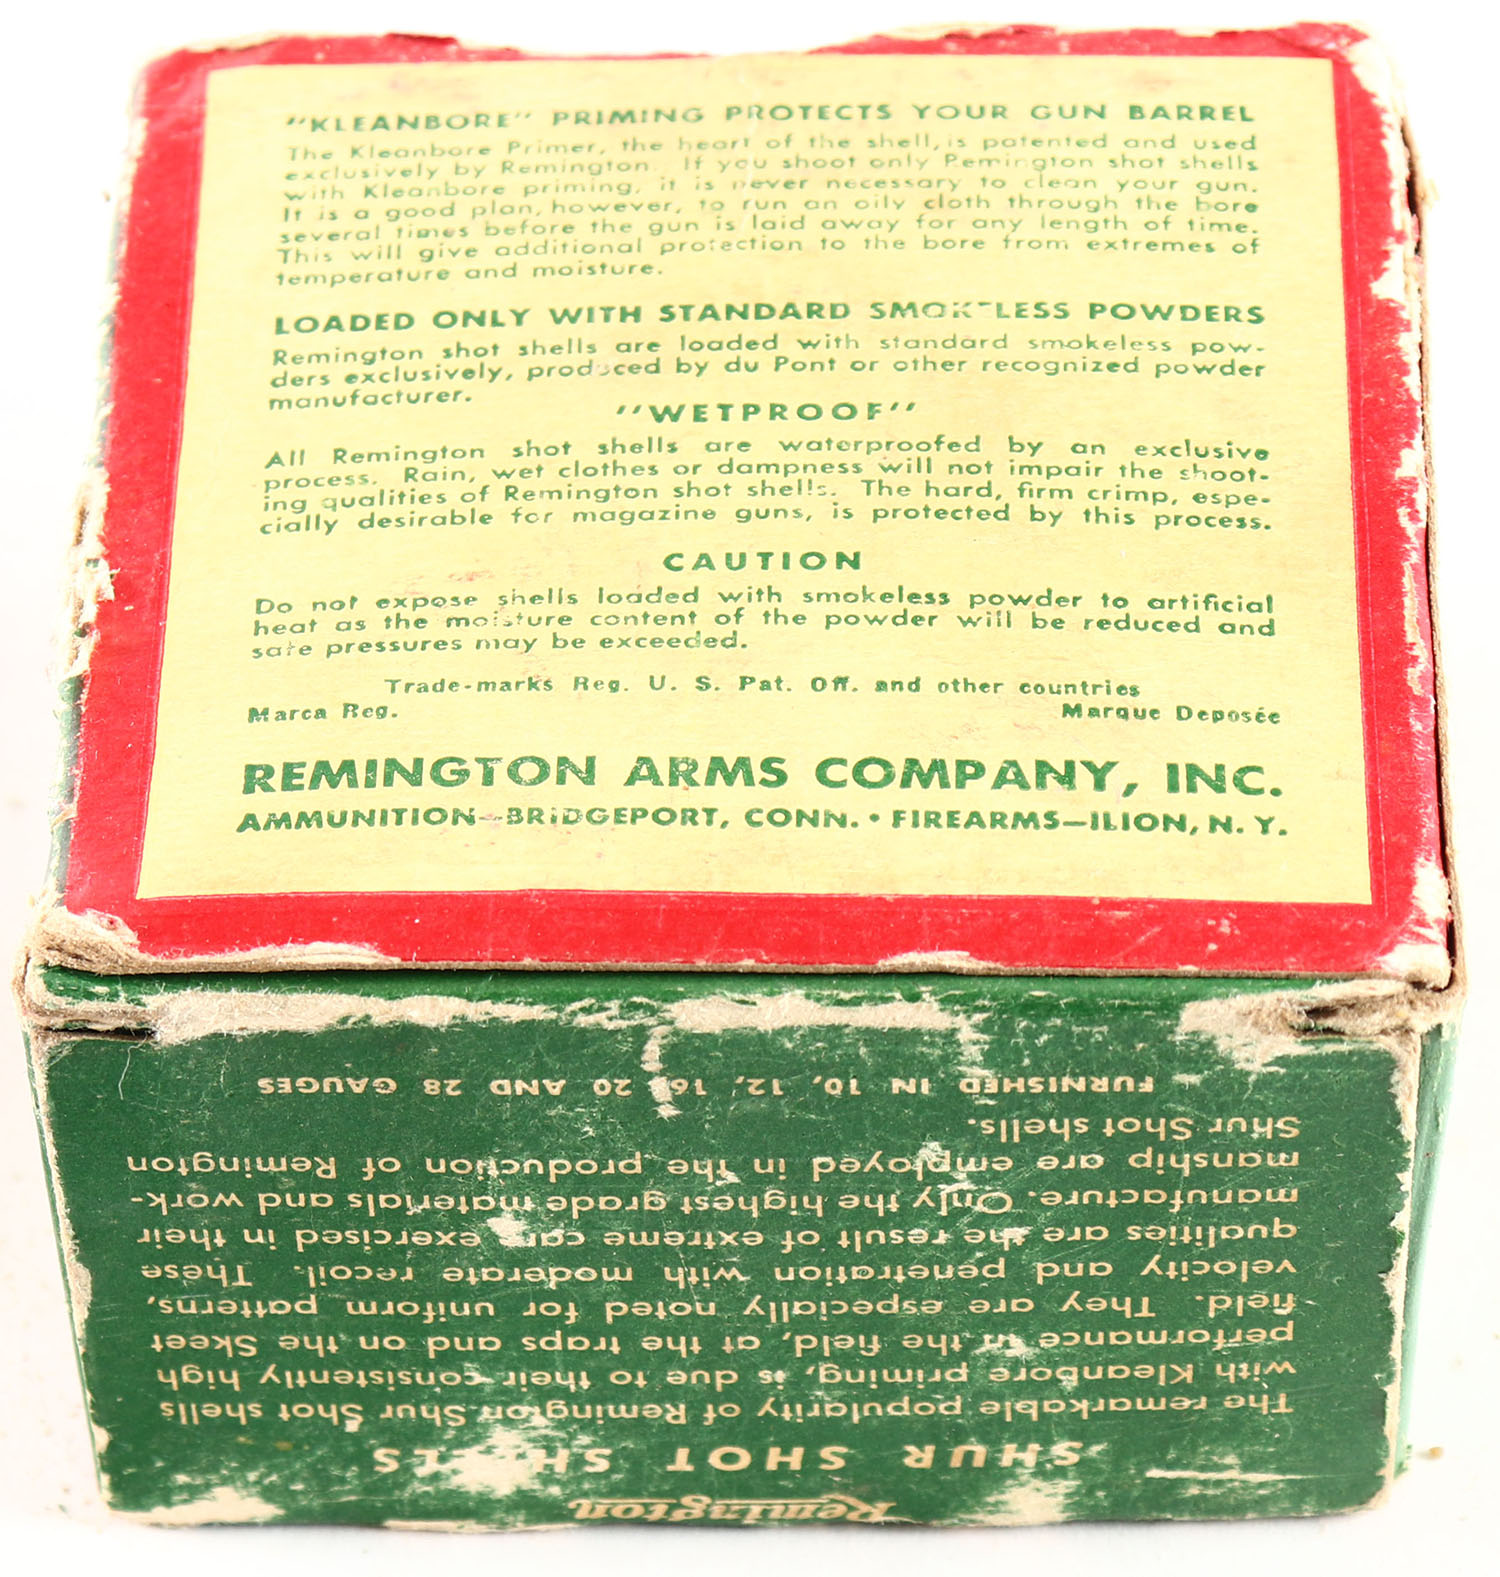 "KLEANBORE" PRIMING PROTECTS YOUR GUN BARREL
The Kleanbore Primer, the heart of the shell, is patented and used
exclusively by Remington. If you shoot only Remington shot shells
with Kleanbore priming, it is never necessary to clean your gun.
It is a good plan, however, to run an oily cloth through the bore
several times before the gun is laid away for any length of time.
This will give additional protection to the bore from extremes of
temperature and moisture.
LOADED ONLY WITH STANDARD SMOKELESS POWDERS
Remington shot shells are loaded with standard smokeless pow-
ders exclusively, produced by du Pont or other recognized powder
manufacturer.
"WETPROOF"
All Remington shot shells are waterproofed by an exclusive
process. Rain, wet clothes or dampness will not impair the shoot-
ing qualities of Remington shot shells. The hard, firm crimp, espe-
cially desirable for magazine guns, is protected by this process.
CAUTION
Do not expose shells loaded with smokeless powder to artificial
heat as the moisture content of the powder will be reduced and
safe pressures may be exceeded.
Trade-marks Reg. U. S. Pat. Off. and other countries
Marca Reg. Marque Deposée
REMINGTON ARMS COMPANY, INC.
AMMUNITION—BRIDGEPORT, CONN. • FIREARMS—ILION, N. Y.
Remington
SHUR SHOT SHELLS
The remarkable popularity of Remington Shur Shot shells
with Kleanbore priming, is due to their consistently high
performance in the field, at the traps and on the Skeet
field. They are especially noted for uniform patterns,
velocity and penetration with moderate recoil. These
qualities are the result of extreme care exercised in their
manufacture. Only the highest grade materials and work-
manship are employed in the production of Remington
Shur Shot shells.
FURNISHED IN 10, 12, 16, 20 AND 28 GAUGES